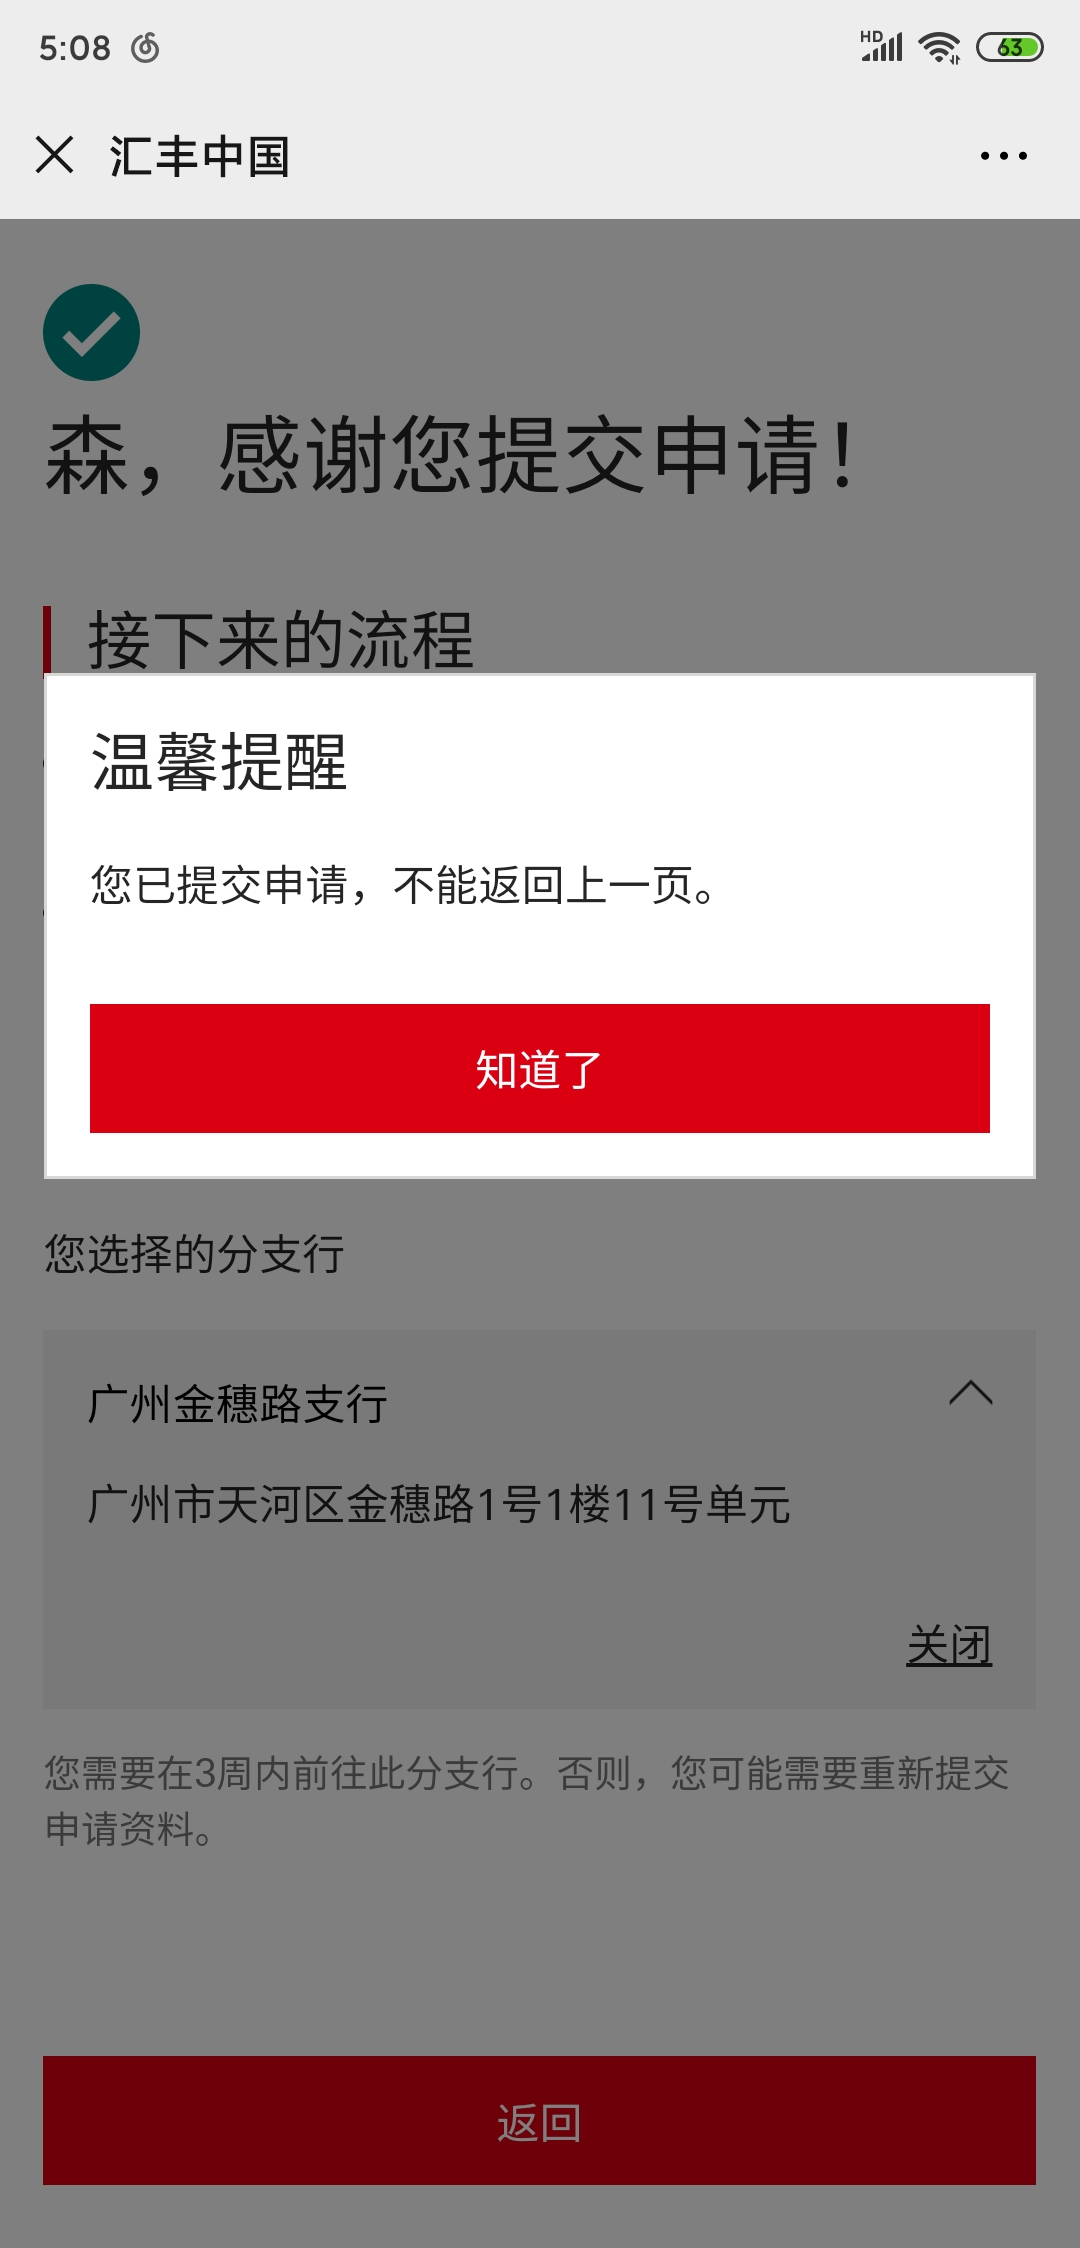 5:08
HD
63
汇丰中国
森，感谢您提交申请！
接下来的流程
温馨提醒
您已提交申请，不能返回上一页。
知道了
您选择的分支行
广州金穗路支行
广州市天河区金穗路1号1楼11号单元
关闭
您需要在3周内前往此分支行。否则，您可能需要重新提交
申请资料。
返回